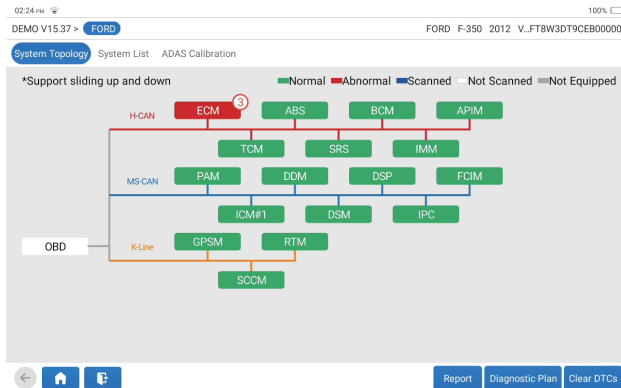 02:24 PM 100%
DEMO V15.37 > FORD FORD F-350 2012 V...FT8W3DT9CEB00000
System Topology System List ADAS Calibration
*Support sliding up and down Normal Abnormal Scanned Not Scanned Not Equipped
H-CAN ECM 3 ABS BCM APIM
TCM SRS IMM
MS-CAN PAM DDM DSP FCIM
ICM#1 DSM IPC
OBD K-Line GPSM RTM
SCCM
Report Diagnostic Plan Clear DTCs